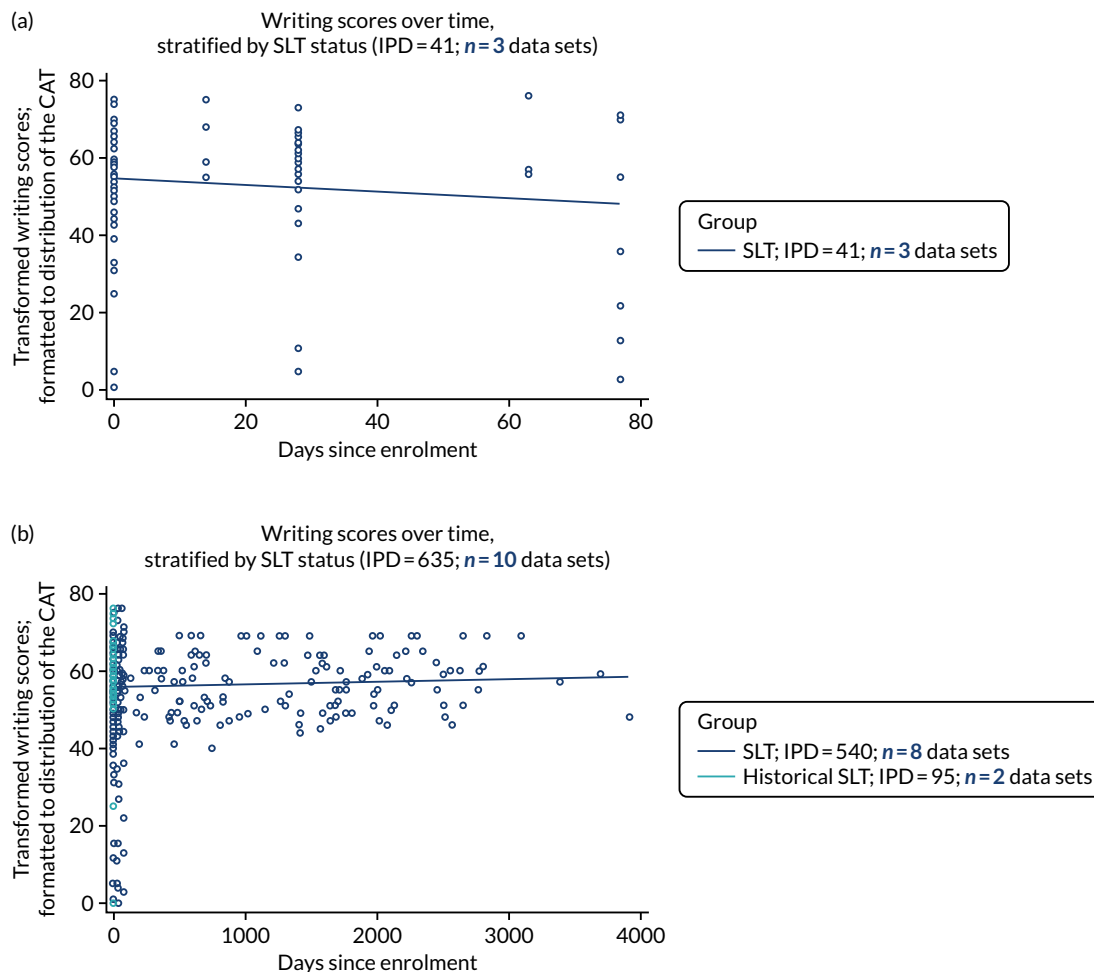 (a)
Writing scores over time,
stratified by SLT status (IPD = 41; n = 3 data sets)
Transformed writing scores;
formatted to distribution of the CAT
80
60
40
20
0
0 20 40 60 80
Days since enrolment
Group
SLT; IPD = 41; n = 3 data sets
(b)
Writing scores over time,
stratified by SLT status (IPD = 635; n = 10 data sets)
Transformed writing scores;
formatted to distribution of the CAT
80
60
40
20
0
0 1000 2000 3000 4000
Days since enrolment
Group
SLT; IPD = 540; n = 8 data sets
Historical SLT; IPD = 95; n = 2 data sets